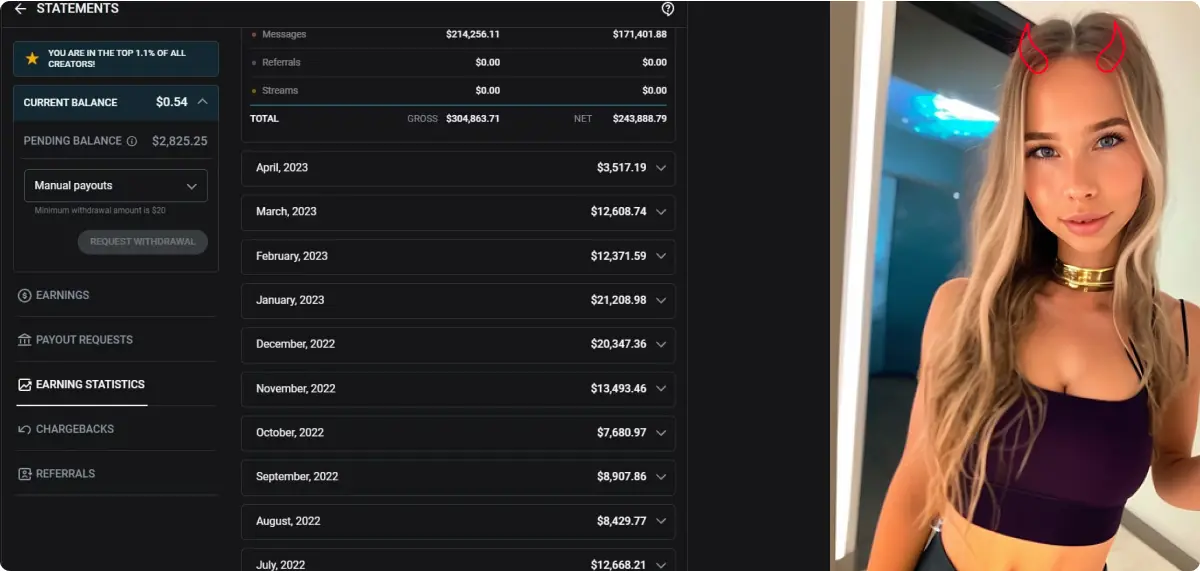 STATEMENTS
YOU ARE IN THE TOP 1.1% OF ALL
CREATORS!
CURRENT BALANCE $0.54
PENDING BALANCE $2,825.25
Manual payouts
Minimum withdrawal amount is $20
REQUEST WITHDRAWAL
EARNINGS
PAYOUT REQUESTS
EARNING STATISTICS
CHARGEBACKS
REFERRALS
Messages $214,256.11 $171,401.88
Referrals $0.00 $0.00
Streams $0.00 $0.00
TOTAL GROSS $304,863.71 NET $243,888.79
April, 2023 $3,517.19
March, 2023 $12,608.74
February, 2023 $12,371.59
January, 2023 $21,208.98
December, 2022 $20,347.36
November, 2022 $13,493.46
October, 2022 $7,680.97
September, 2022 $8,907.86
August, 2022 $8,429.77
July, 2022 $12,668.21